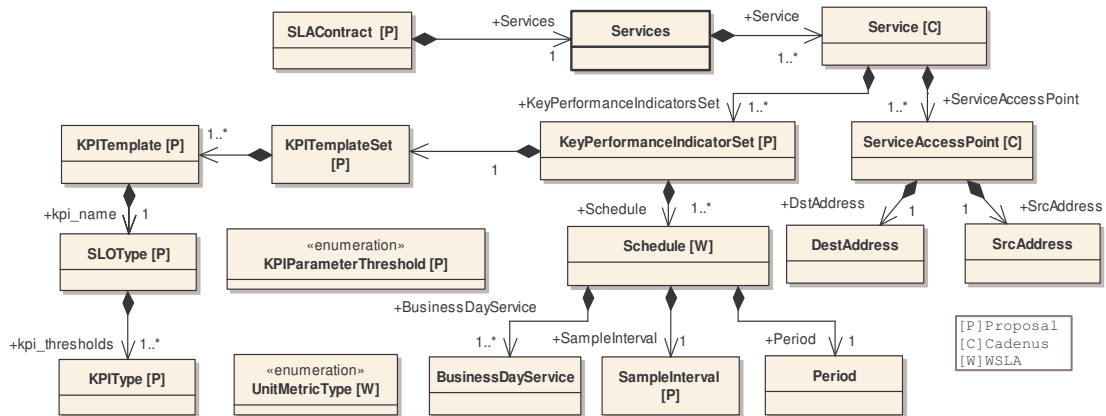 +Services
+Service
SLAContract [P]
Services
Service [C]
1
1..*
+KeyPerformanceIndicatorsSet
1..*
1..*
+ServiceAccessPoint
KPITemplate [P]
1..*
KPITemplateSet
[P]
1
KeyPerformanceIndicatorSet [P]
ServiceAccessPoint [C]
+kpi_name
1
+Schedule
1..*
+DstAddress
1
1
+SrcAddress
SLOType [P]
«enumeration»
KPIParameterThreshold [P]
Schedule [W]
DestAddress
SrcAddress
+BusinessDayService
+kpi_thresholds
1..*
1..*
+SampleInterval
1
+Period
1
[P]Proposal
[C]Cadenus
[W]WSLA
KPIType [P]
«enumeration»
UnitMetricType [W]
BusinessDayService
SampleInterval
[P]
Period